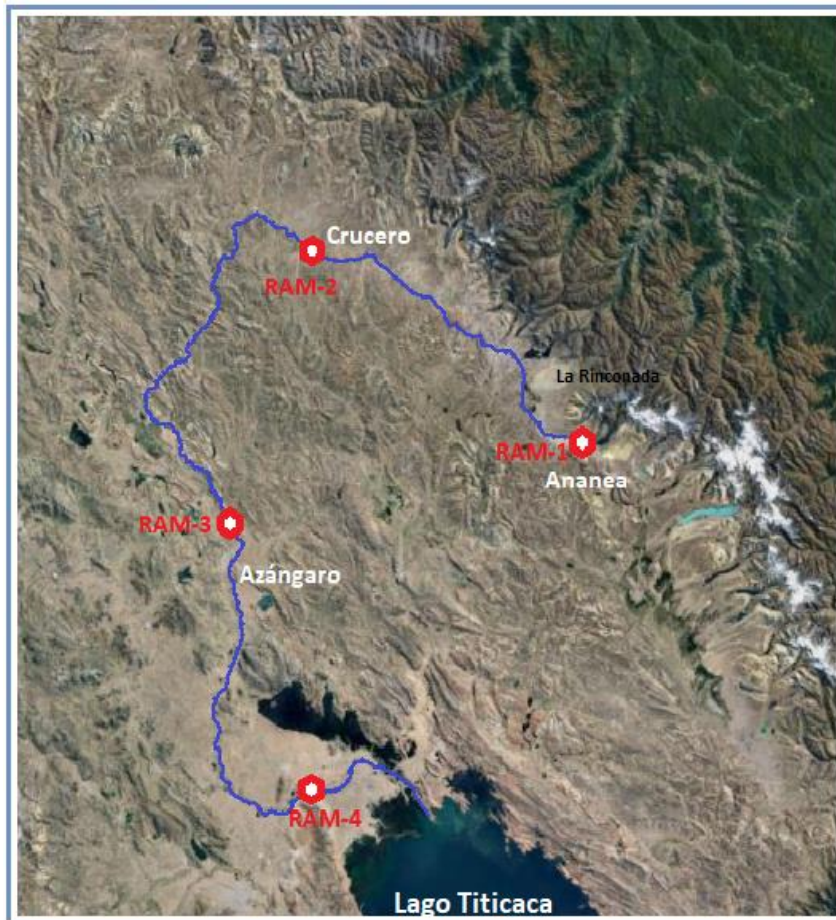 Crucero
RAM-2
La Rinconada
RAM-1
Ananea
RAM-3
Azángaro
RAM-4
Lago Titicaca